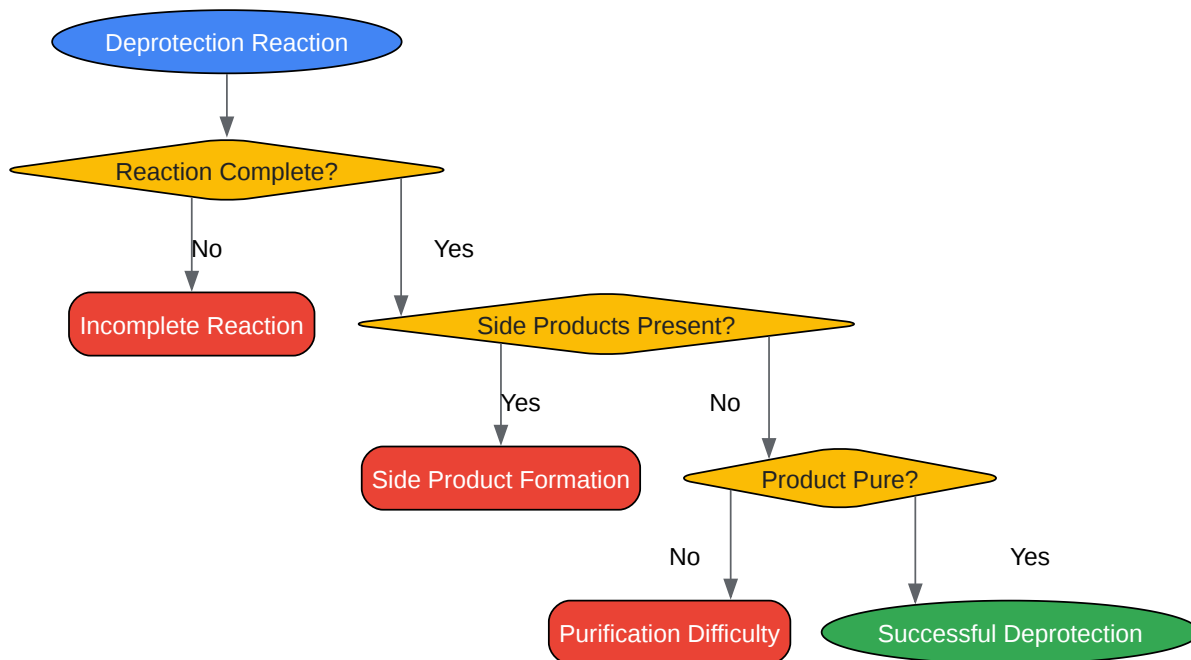 Deprotection Reaction
Reaction Complete?
No
Yes
Incomplete Reaction
Side Products Present?
Yes
No
Side Product Formation
Product Pure?
No
Yes
Purification Difficulty
Successful Deprotection